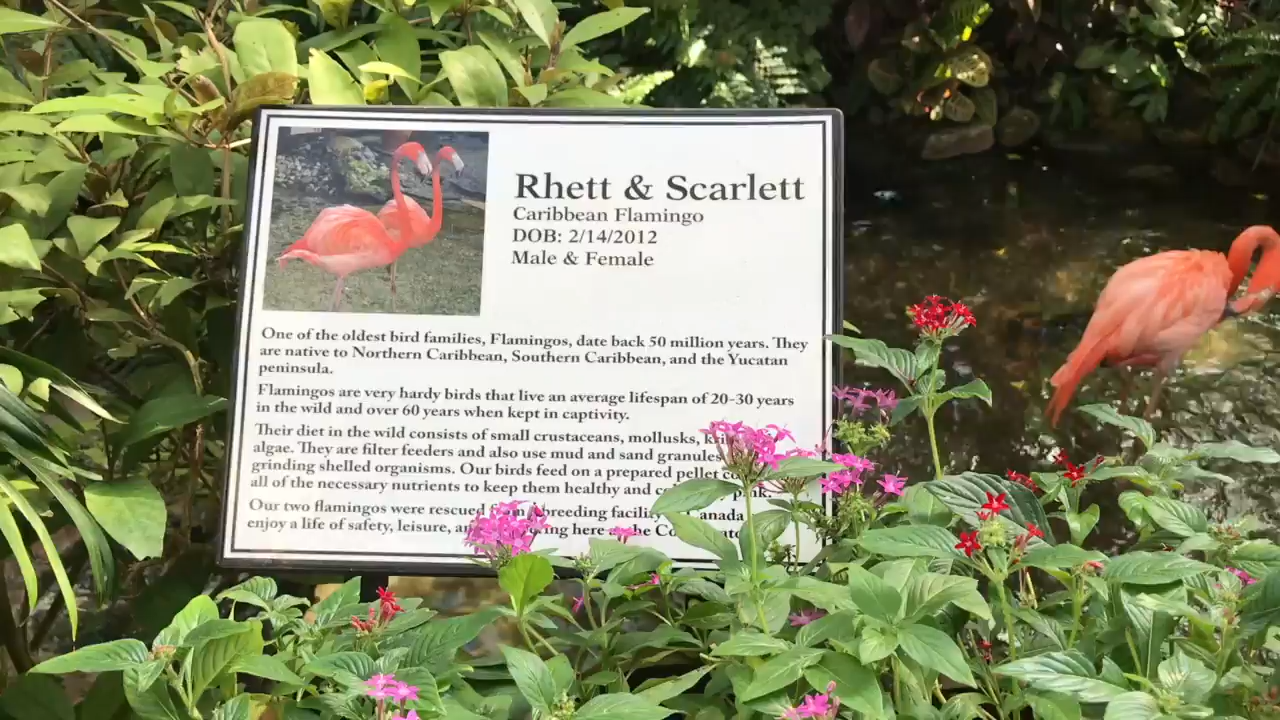 Rhett & Scarlett
Caribbean Flamingo
DOB: 2/14/2012
Male & Female
One of the oldest bird families, Flamingos, date back 50 million years. They
are native to Northern Caribbean, Southern Caribbean, and the Yucatan
peninsula.
Flamingos are very hardy birds that live an average lifespan of 20-30 years
in the wild and over 60 years when kept in captivity.
Their diet in the wild consists of small crustaceans, mollusks,
algae. They are filter feeders and also use mud and sand granules
grinding shelled organisms. Our birds feed on a prepared pellet
all of the necessary nutrients to keep them healthy and pink.
Our two flamingos were rescued breeding facility Canada
enjoy a life of safety, leisure, here